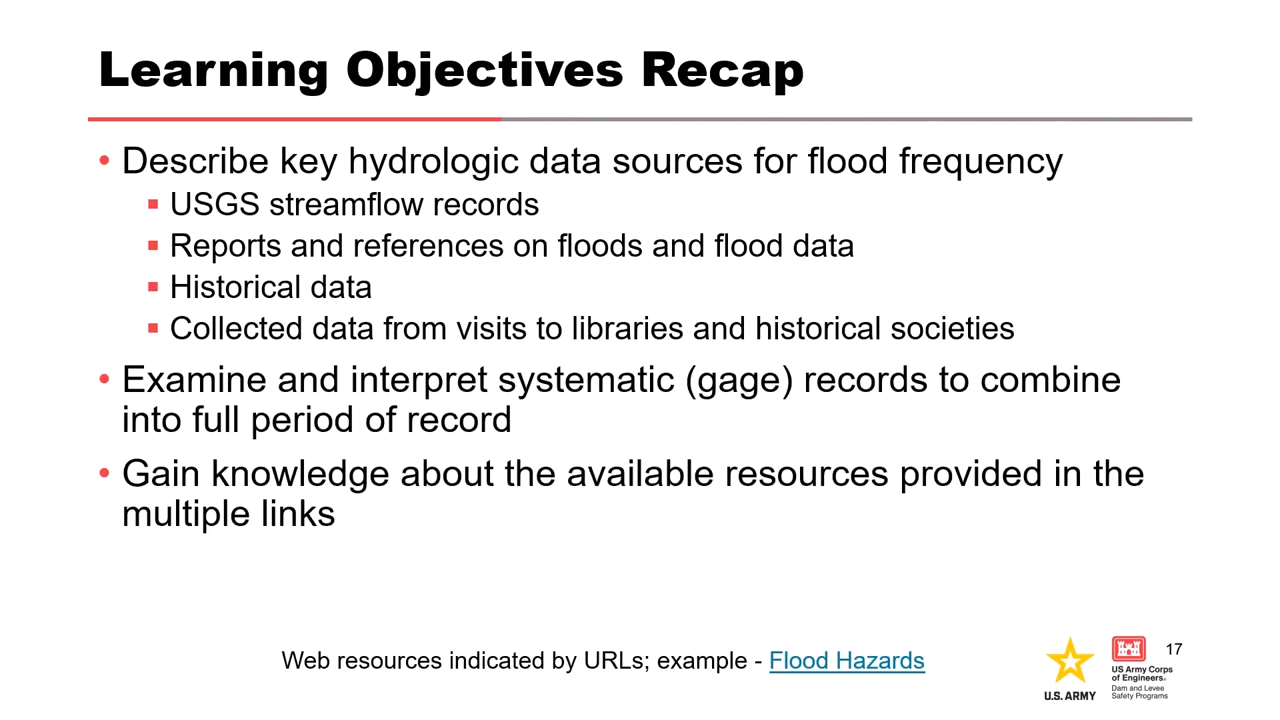 Learning Objectives Recap
• Describe key hydrologic data sources for flood frequency
▪ USGS streamflow records
▪ Reports and references on floods and flood data
▪ Historical data
▪ Collected data from visits to libraries and historical societies
• Examine and interpret systematic (gage) records to combine
into full period of record
• Gain knowledge about the available resources provided in the
multiple links
Web resources indicated by URLs; example - Flood Hazards
U.S. ARMY
US Army Corps
of Engineers®
Dam and Levee
Safety Programs
17